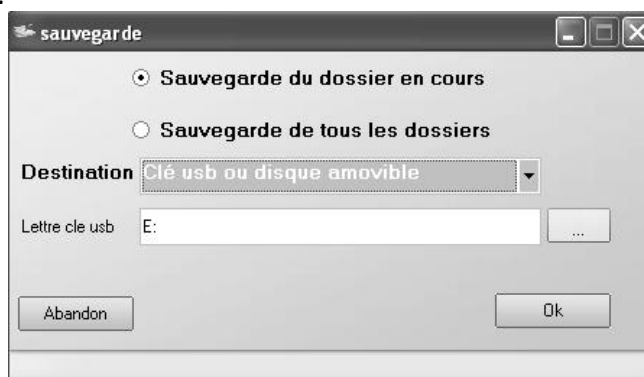 sauvegarde
Sauvegarde du dossier en cours
Sauvegarde de tous les dossiers
Destination Clé usb ou disque amovible
Lettre cle usb E: ...
Abandon Ok